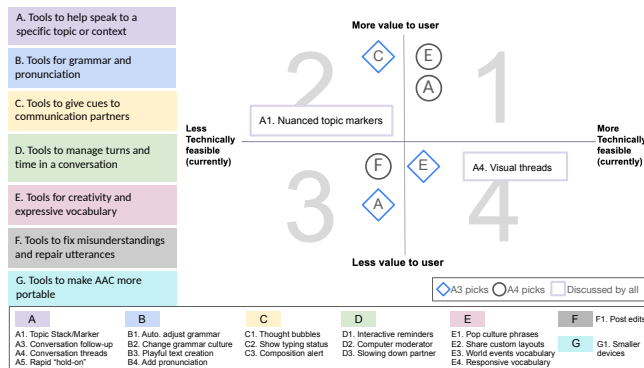 A. Tools to help speak to a
specific topic or context
B. Tools for grammar and
pronunciation
C. Tools to give cues to
communication partners
D. Tools to manage turns and
time in a conversation
E. Tools for creativity and
expressive vocabulary
F. Tools to fix misunderstandings
and repair utterances
G. Tools to make AAC more
portable
More value to user
2
C
E
1
A
A1. Nuanced topic markers
Less
Technically
feasible
(currently)
More
Technically
feasible
(currently)
3
F
E
A4. Visual threads
A
4
Less value to user
A3 picks
A4 picks
Discussed by all
A
A1. Topic Stack/Marker
A3. Conversation follow-up
A4. Conversation threads
A5. Rapid "hold-on"
B
B1. Auto. adjust grammar
B2. Change grammar culture
B3. Playful text creation
B4. Add pronunciation
C
C1. Thought bubbles
C2. Show typing status
C3. Composition alert
D
D1. Interactive reminders
D2. Computer moderator
D3. Slowing down partner
E
E1. Pop culture phrases
E2. Share custom layouts
E3. World events vocabulary
E4. Responsive vocabulary
F
F1. Post edits
G
G1. Smaller
devices